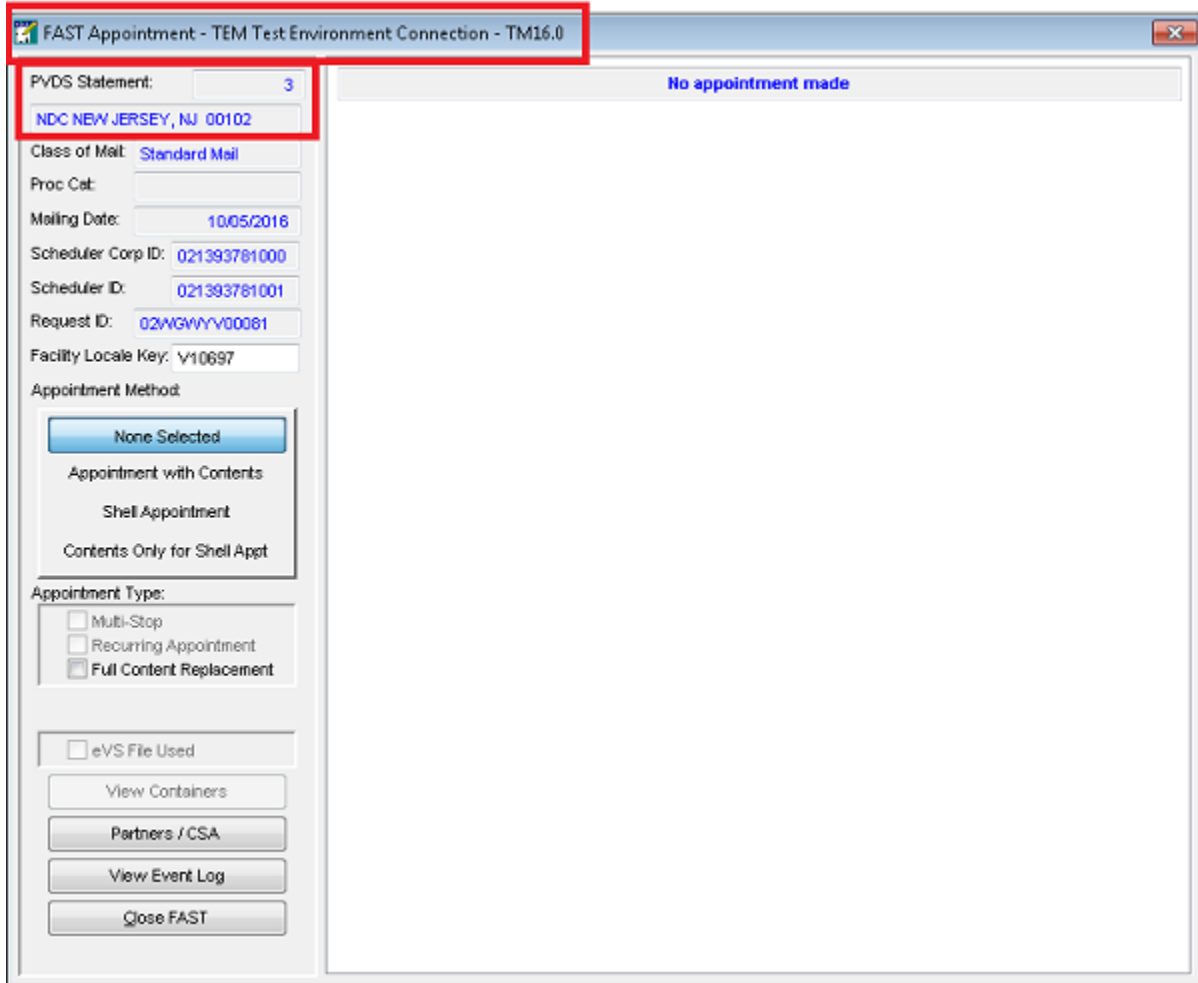 FAST Appointment - TEM Test Environment Connection - TM16.0
PVDS Statement: 3
NDC NEW JERSEY, NJ 00102
Class of Mail: Standard Mail
Proc Cat:
Mailing Date: 10/05/2016
Scheduler Corp ID: 021393781000
Scheduler ID: 021393781001
Request ID: 02WGWYV00081
Facility Locale Key: V10697
Appointment Method:
None Selected
Appointment with Contents
Shell Appointment
Contents Only for Shell Appt
Appointment Type:
Multi-Stop
Recurring Appointment
Full Content Replacement
eVS File Used
View Containers
Partners / CSA
View Event Log
Close FAST
No appointment made